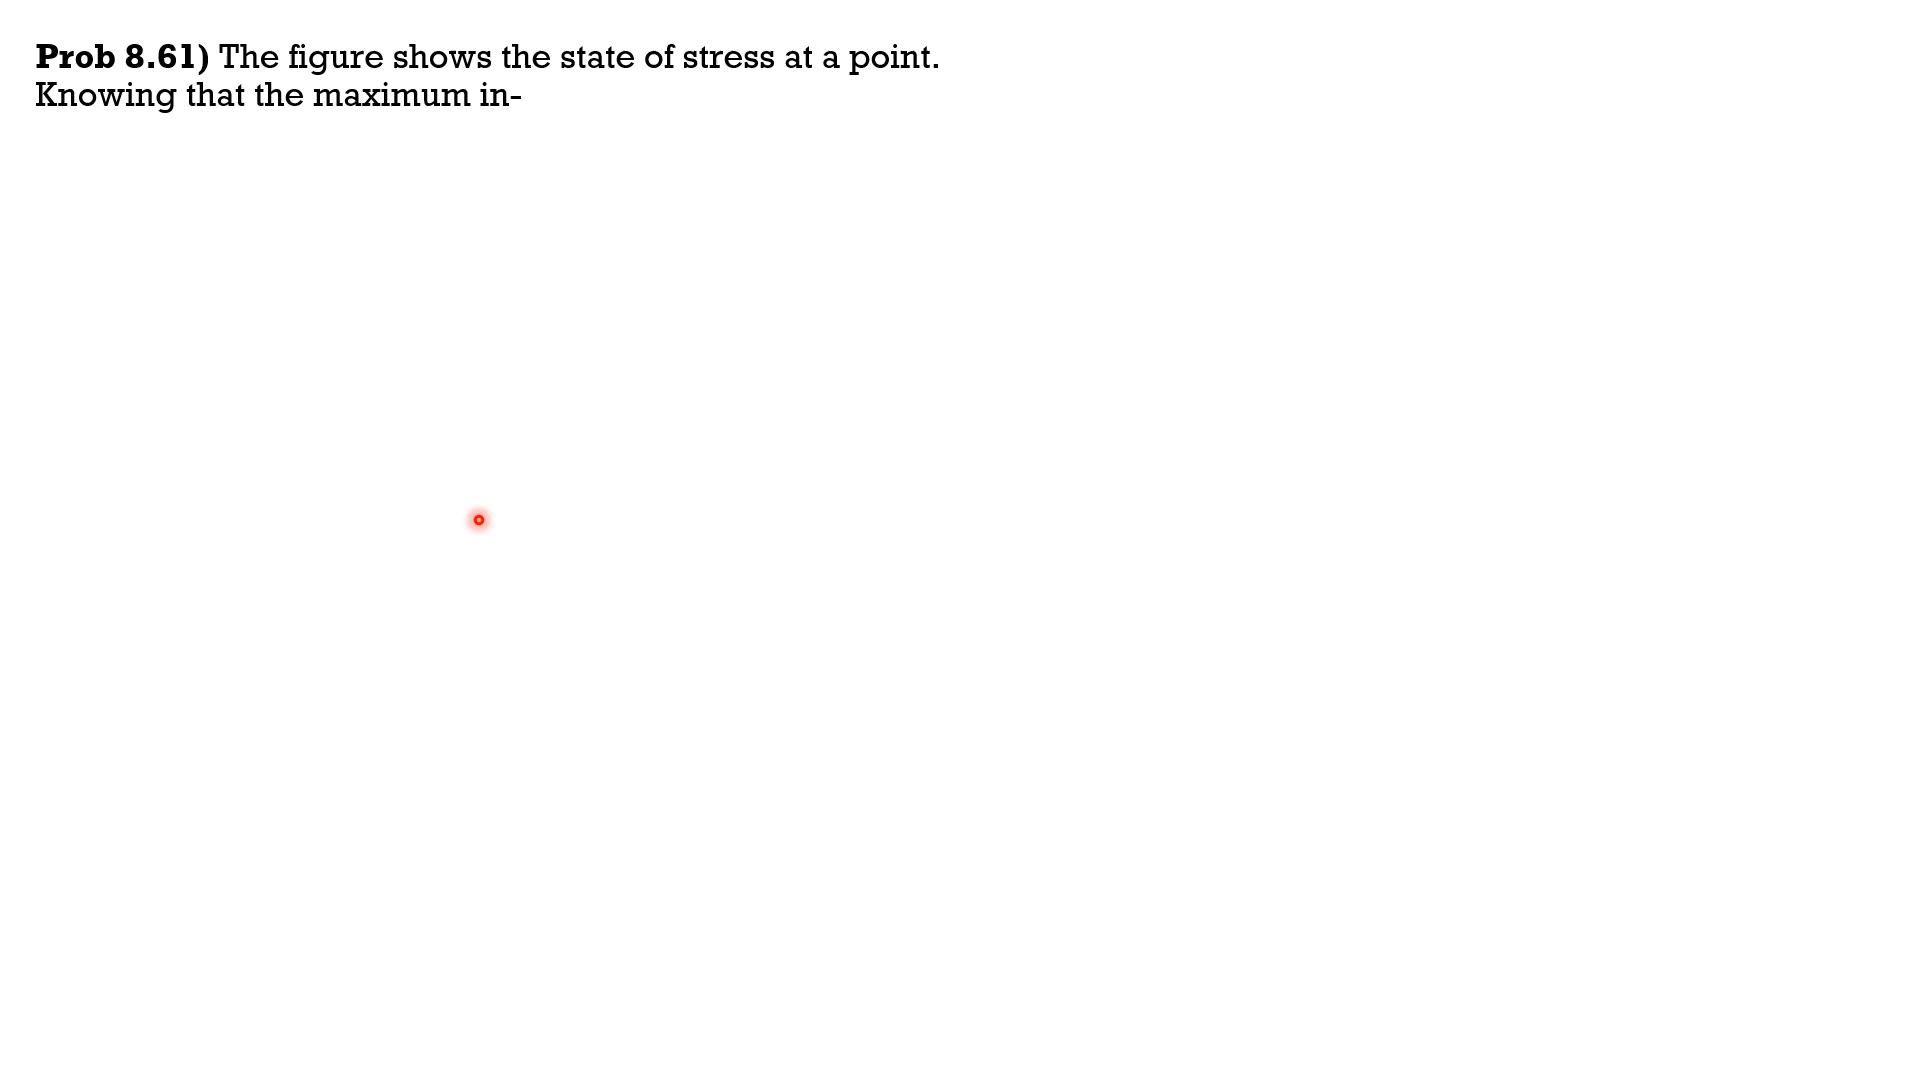 Prob 8.61) The figure shows the state of stress at a point.
Knowing that the maximum in-